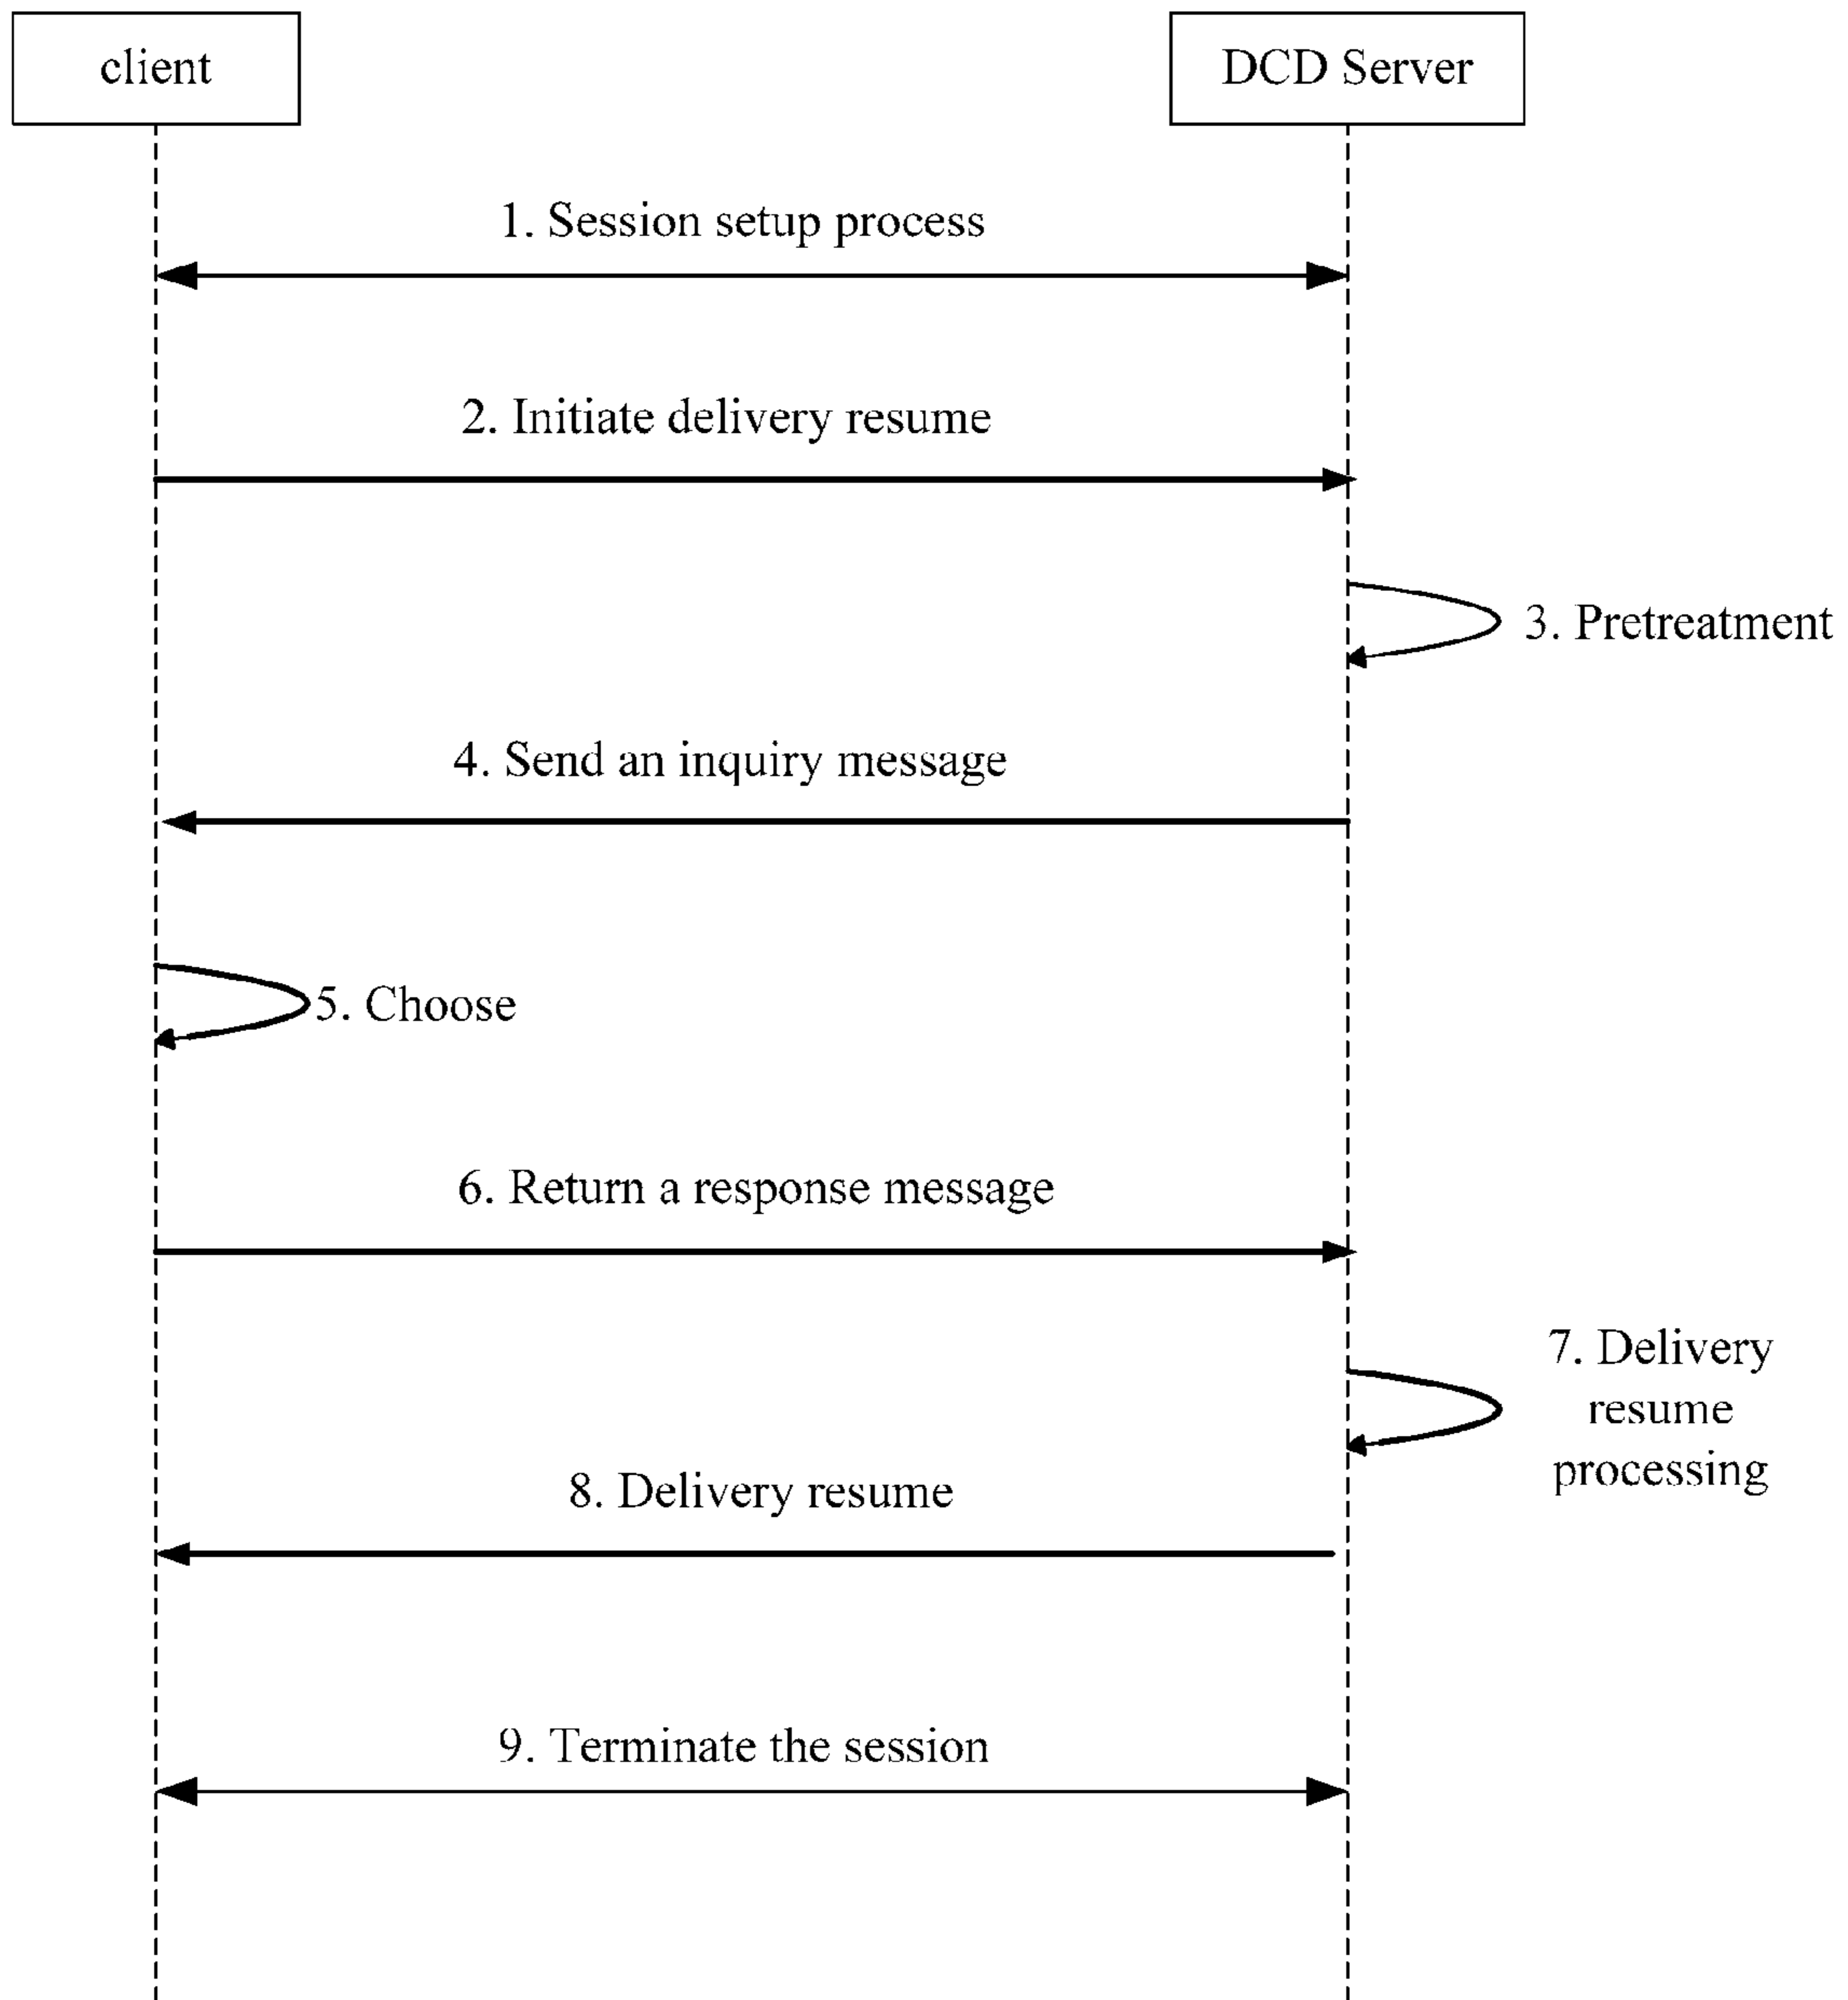 client
DCD Server
1. Session setup process
2. Initiate delivery resume
3. Pretreatment
4. Send an inquiry message
5. Choose
6. Return a response message
7. Delivery
resume
processing
8. Delivery resume
9. Terminate the session